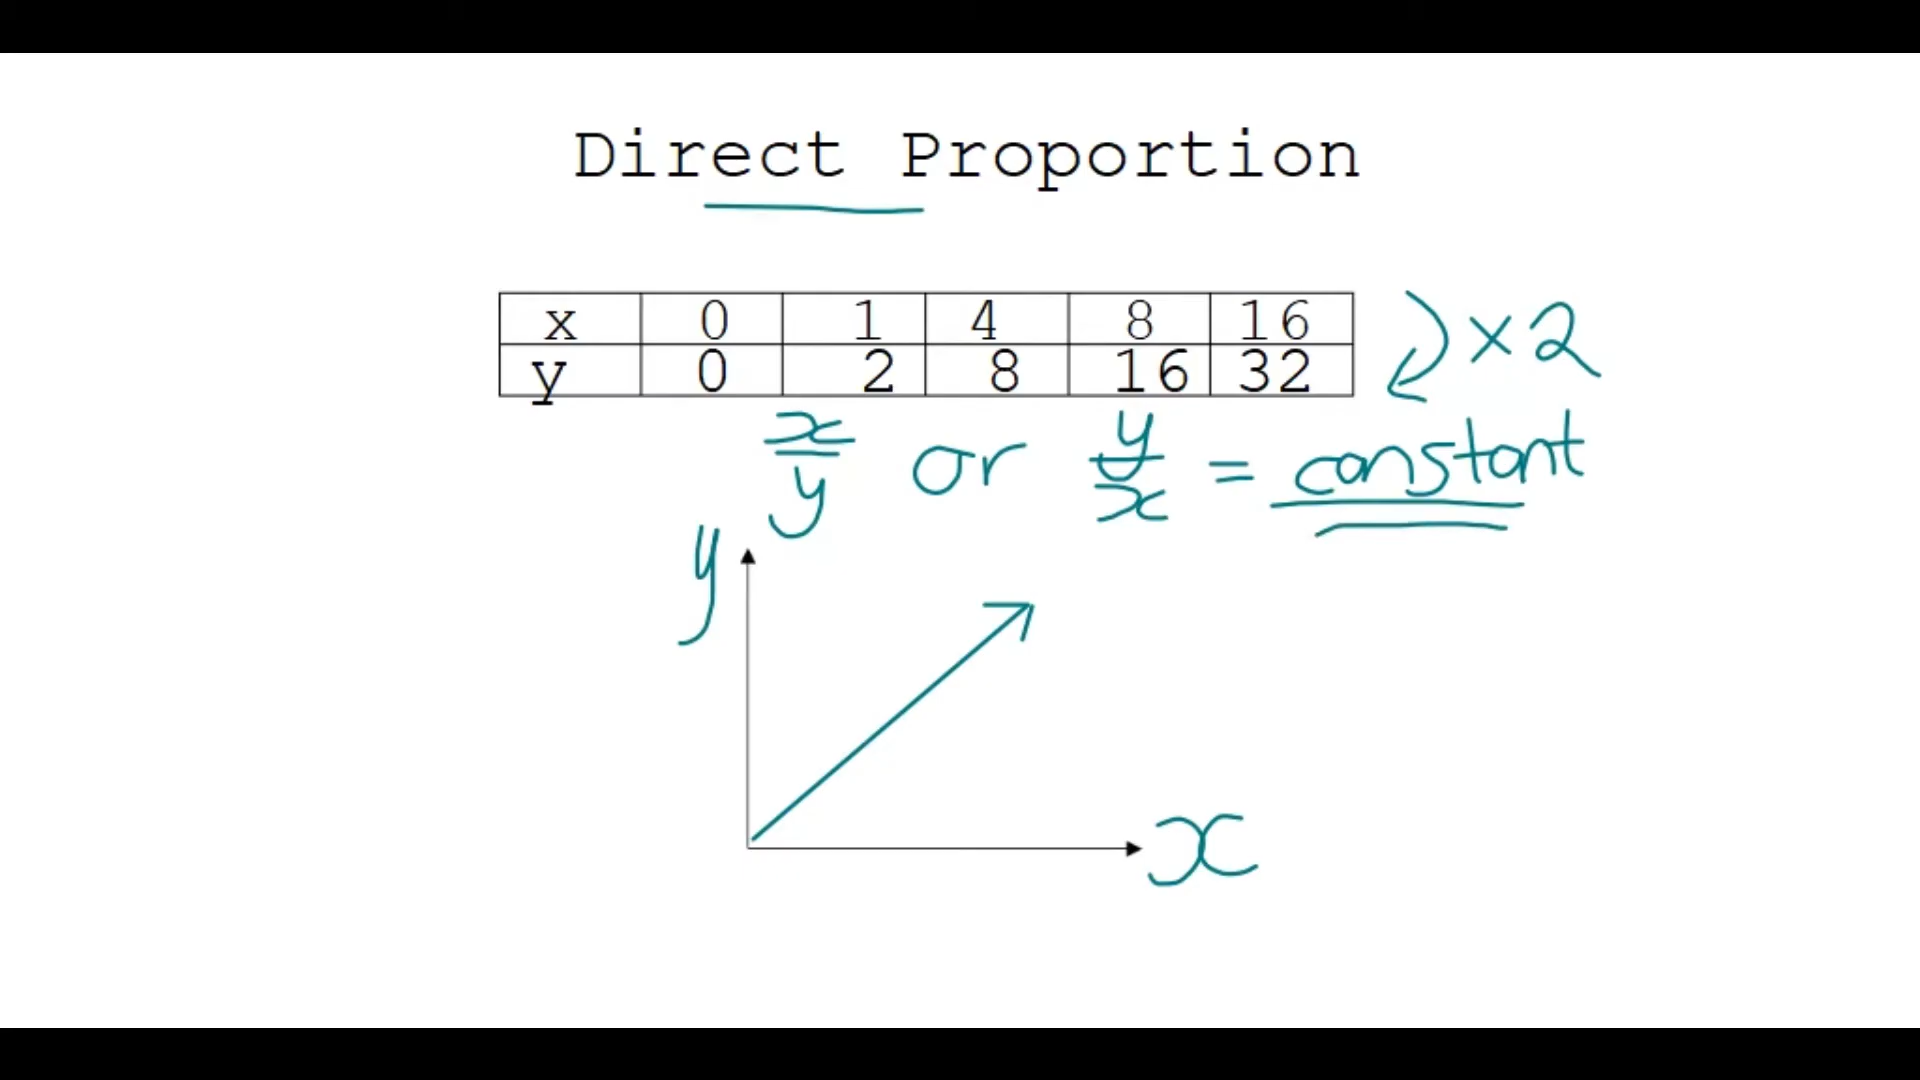 Direct Proportion
x 0 1 4 8 16
y 0 2 8 16 32
×2
x/y or y/x = constant
y
x